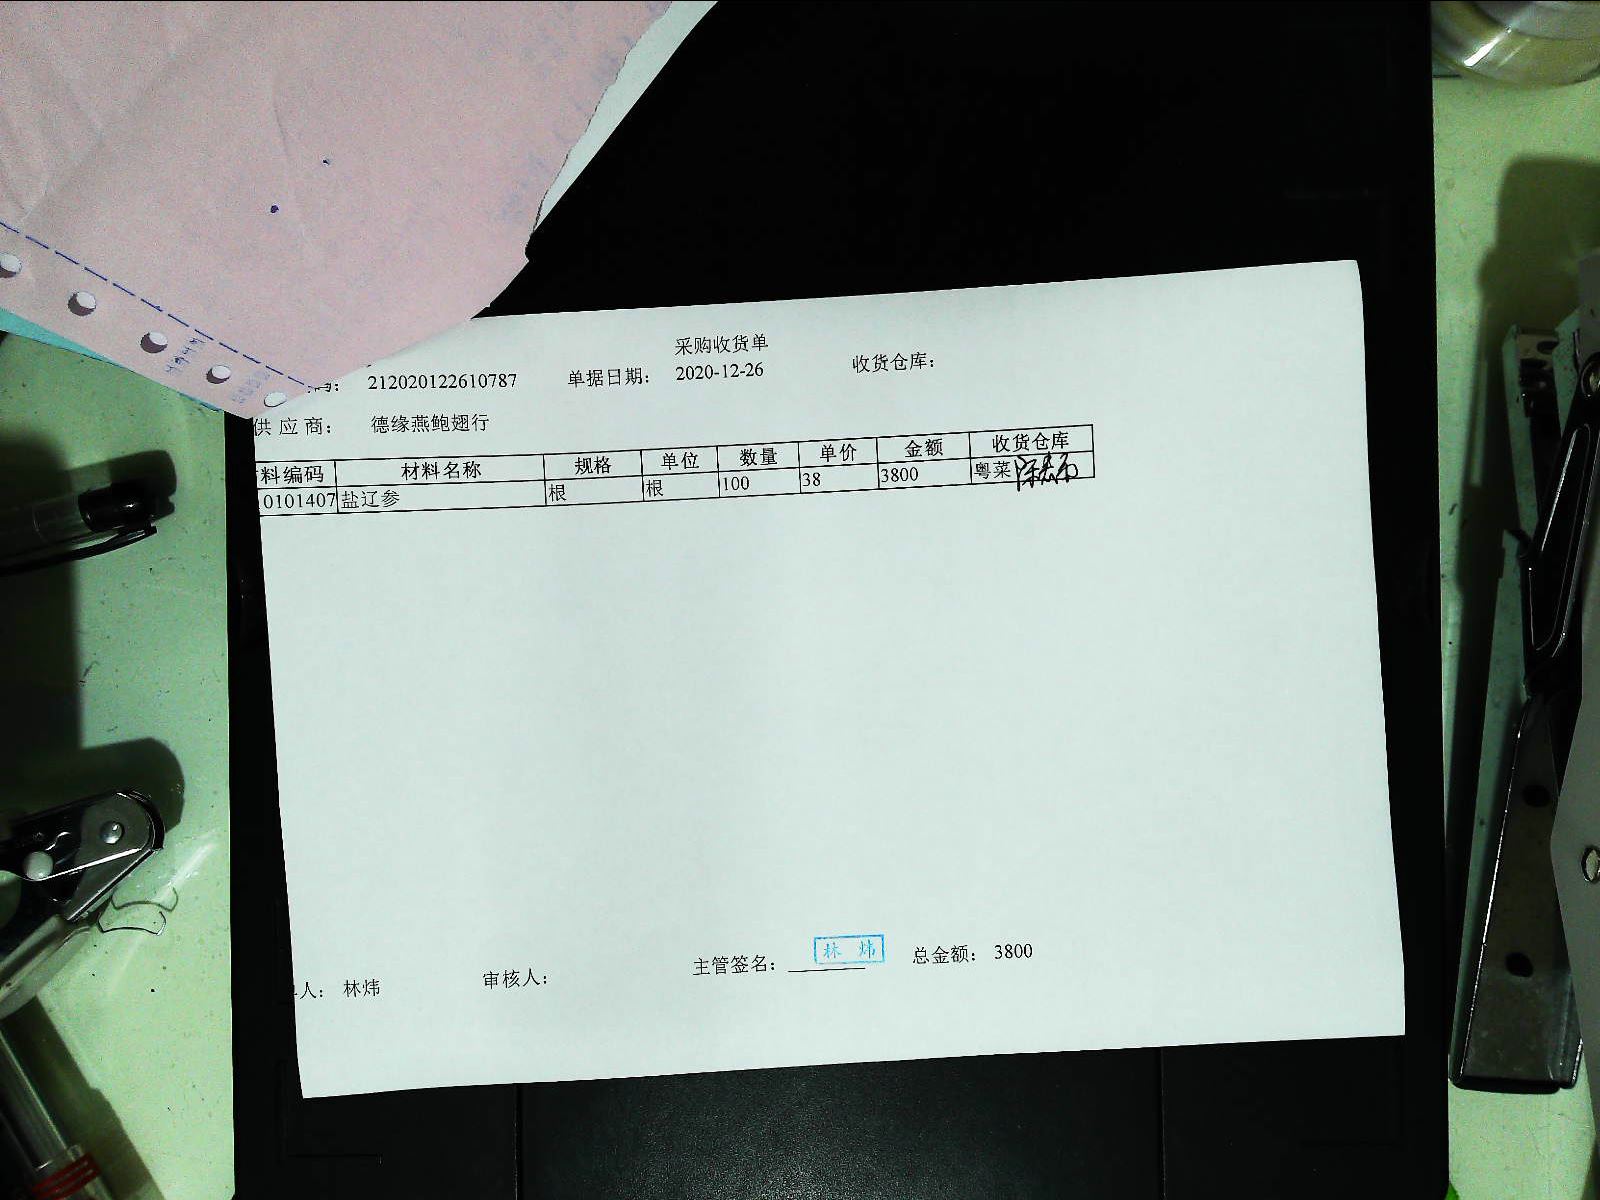 采购收货单
码: 212020122610787 单据日期: 2020-12-26 收货仓库:
供应商: 德缘燕鲍翅行
料编码 材料名称 规格 单位 数量 单价 金额 收货仓库
0101407 盐辽参 根 根 100 38 3800 粤菜
人: 林炜 审核人: 主管签名: 林 炜 总金额: 3800